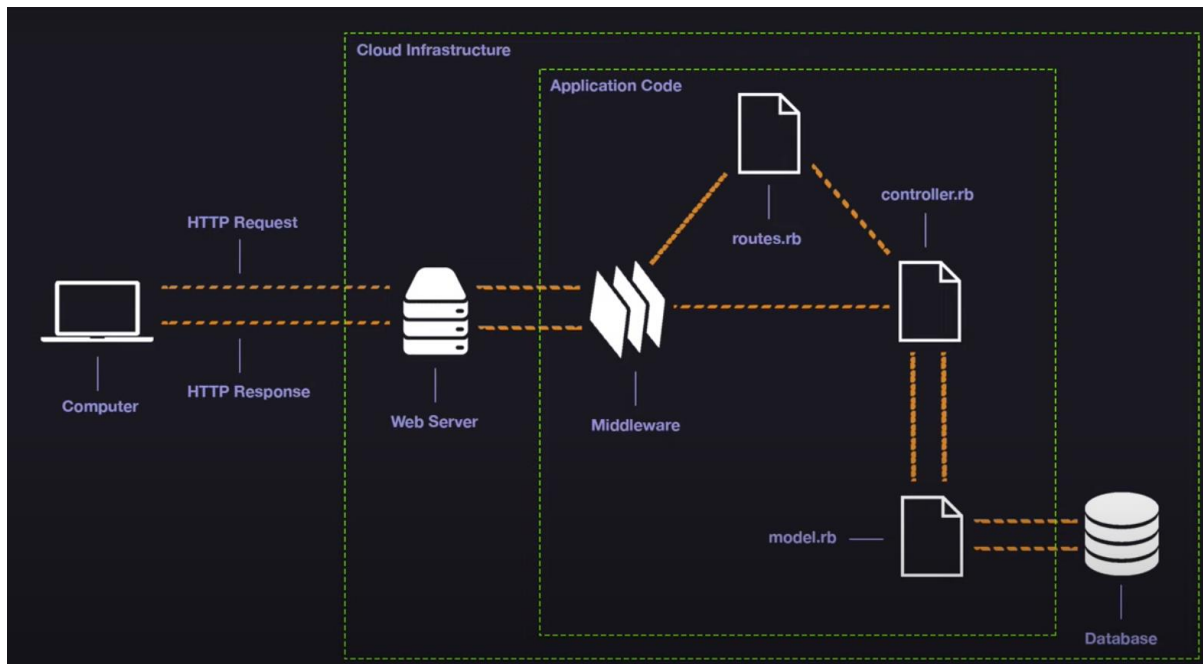 Cloud Infrastructure
Application Code
controller.rb
HTTP Request
routes.rb
HTTP Response
Computer
Web Server
Middleware
model.rb
Database